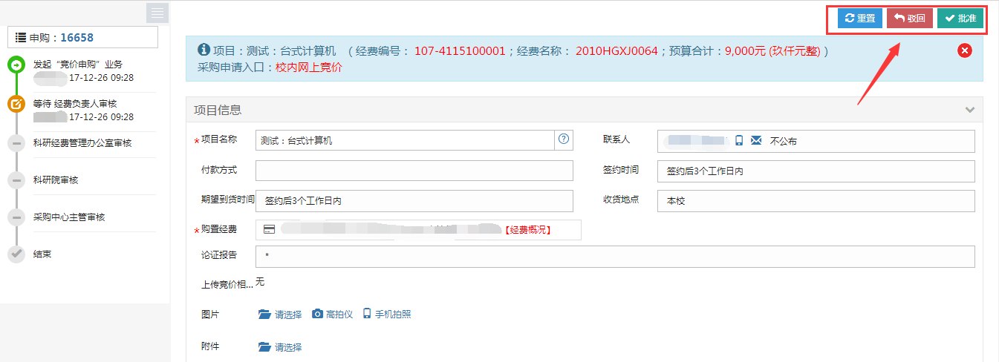 申购：16658
发起“竞价申购”业务
17-12-26 09:28
等待 经费负责人审核
17-12-26 09:28
科研经费管理办公室审核
科研院审核
采购中心主管审核
结束
重置 驳回 批准
项目：测试：台式计算机 （ 经费编号： 107-4115100001；经费名称： 2010HGXJ0064；预算合计：9,000元 (玖仟元整) ）
采购申请入口：校内网上竞价
项目信息
*项目名称 测试：台式计算机 联系人 不公布
付款方式 签约时间 签约后3个工作日内
期望到货时间 签约后3个工作日内 收货地点 本校
*购置经费 【经费概况】
论证报告 *
上传竞价相... 无
图片 请选择 高拍仪 手机拍照
附件 请选择